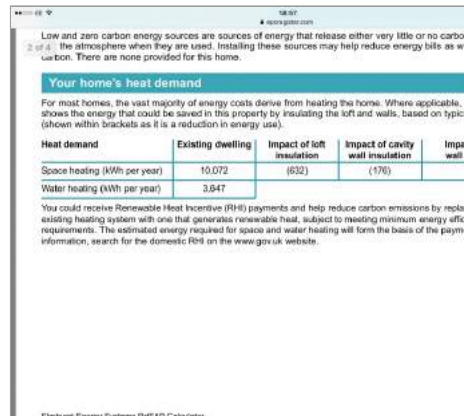 EE
18:57
Low and zero carbon energy sources are sources of energy that release either very little or no carbo
2 of 4 the atmosphere when they are used. Installing these sources may help reduce energy bills as w
carbon. There are none provided for this home.
Your home's heat demand
For most homes, the vast majority of energy costs derive from heating the home. Where applicable,
shows the energy that could be saved in this property by insulating the loft and walls, based on typic
(shown within brackets as it is a reduction in energy use).
Heat demand Existing dwelling Impact of loft insulation Impact of cavity wall insulation Impa wall
Space heating (kWh per year) 10,072 (632) (176)
Water heating (kWh per year) 3,647
You could receive Renewable Heat Incentive (RHI) payments and help reduce carbon emissions by repla
existing heating system with one that generates renewable heat, subject to meeting minimum energy effic
requirements. The estimated energy required for space and water heating will form the basis of the paym
information, search for the domestic RHI on the www.gov.uk website.